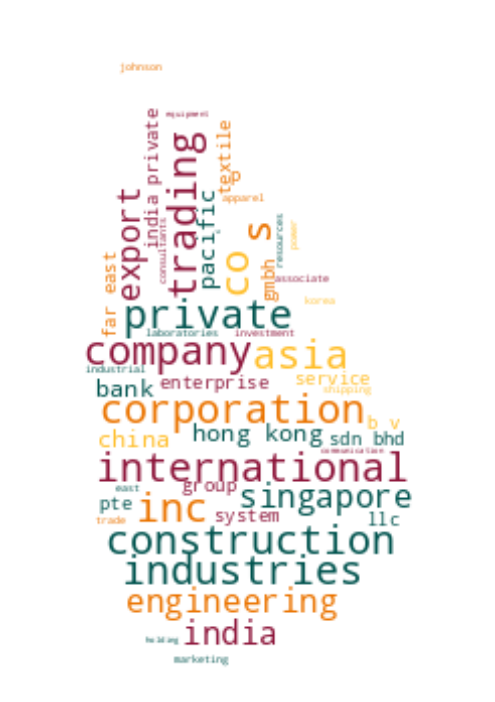 johnson
equipment
india private
trading
textile
g
apparel
export
consultants
pacific
co
s
resources
power
far east
gmbh
associate
korea
private
laboratories
investment
company
asia
industrial
bank
enterprise
service
shipping
corporation
b v
china
hong kong
sdn bhd
communication
international
east
group
singapore
pte
inc
system
llc
trade
construction
industries
engineering
india
holding
marketing